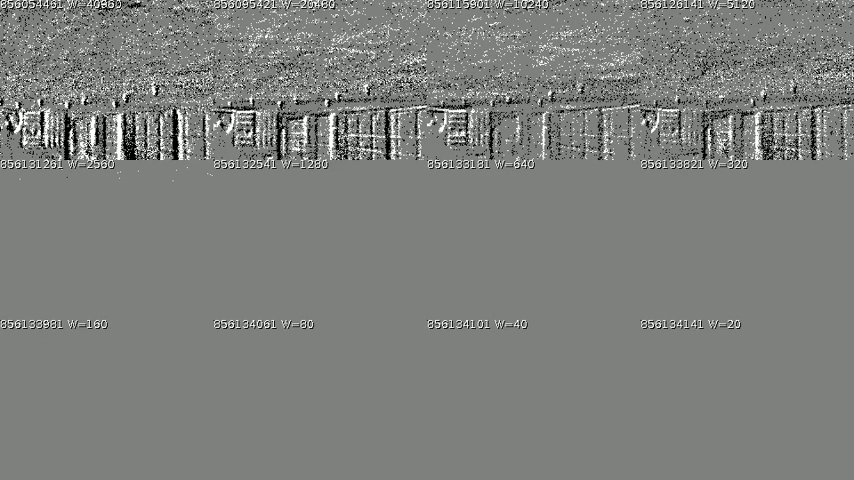 856054461 W=40960
856095421 W=20480
856115901 W=10240
856126141 W=5120
856131261 W=2560
856132541 W=1280
856133181 W=640
856133821 W=320
856133981 W=160
856134061 W=80
856134101 W=40
856134141 W=20